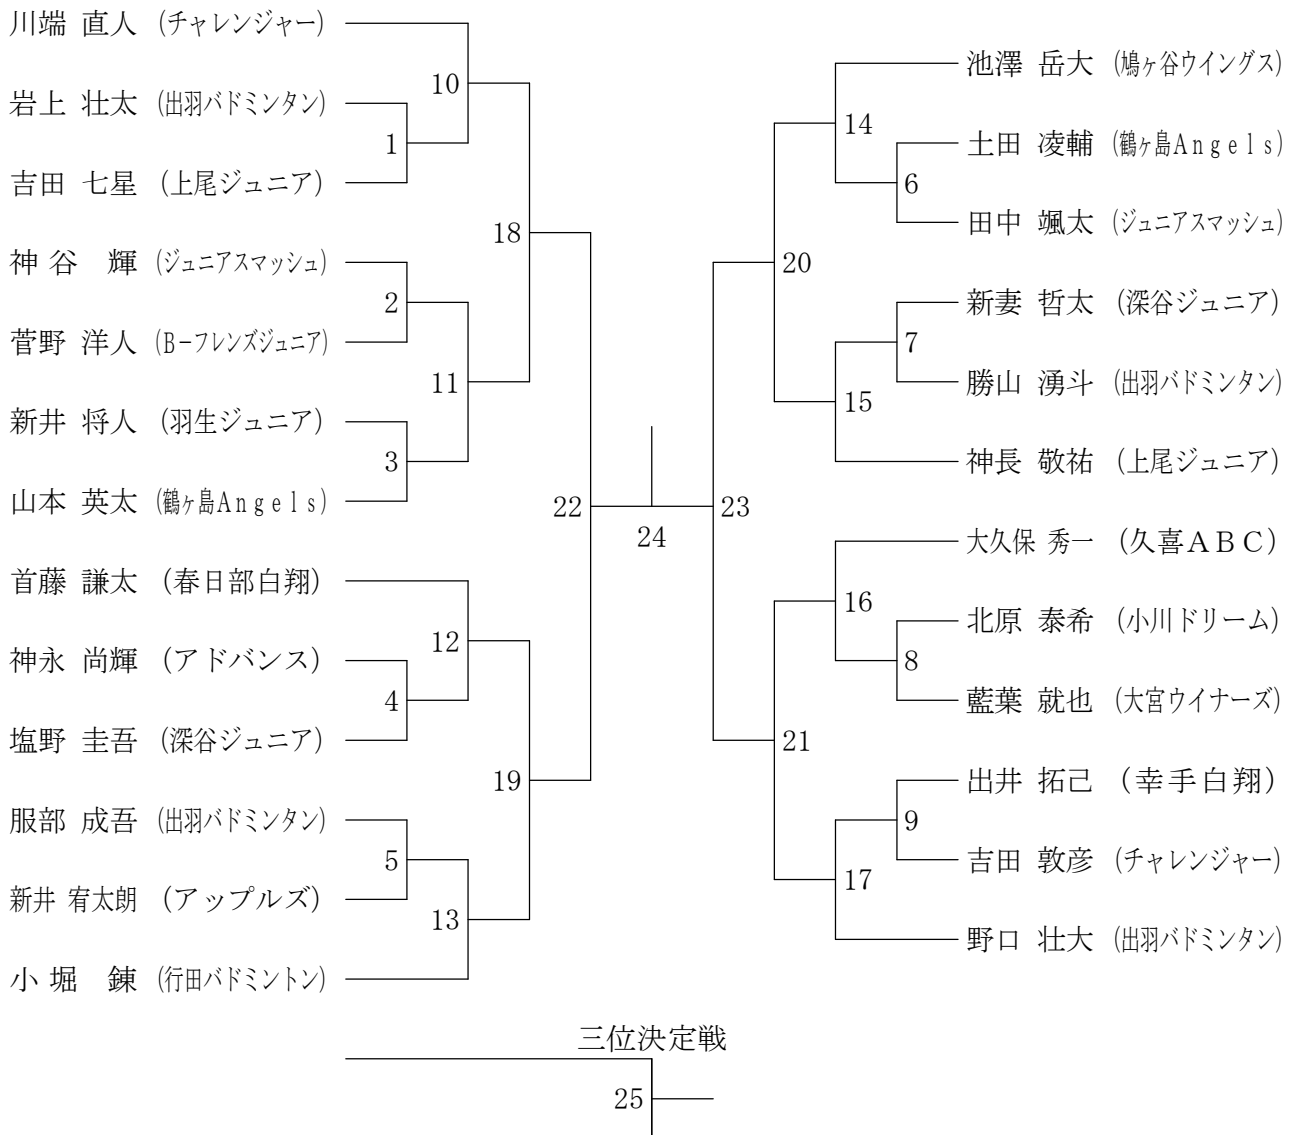 川端 直人 (チャレンジャー)
岩上 壮太 (出羽バドミンタン)
吉田 七星 (上尾ジュニア)
神谷 輝 (ジュニアスマッシュ)
菅野 洋人 (B－フレンズジュニア)
新井 将人 (羽生ジュニア)
山本 英太 (鶴ヶ島Angels)
首藤 謙太 (春日部白翔)
神永 尚輝 (アドバンス)
塩野 圭吾 (深谷ジュニア)
服部 成吾 (出羽バドミンタン)
新井 宥太朗 (アップルズ)
小堀 錬 (行田バドミントン)
1
2
3
4
5
10
11
12
13
18
19
22
24
23
20
21
14
15
16
17
6
7
8
9
池澤 岳大 (鳩ヶ谷ウイングス)
土田 凌輔 (鶴ヶ島Angels)
田中 颯太 (ジュニアスマッシュ)
新妻 哲太 (深谷ジュニア)
勝山 湧斗 (出羽バドミンタン)
神長 敬祐 (上尾ジュニア)
大久保 秀一 (久喜ＡＢＣ)
北原 泰希 (小川ドリーム)
藍葉 就也 (大宮ウイナーズ)
出井 拓己 (幸手白翔)
吉田 敦彦 (チャレンジャー)
野口 壮大 (出羽バドミンタン)
三位決定戦
25